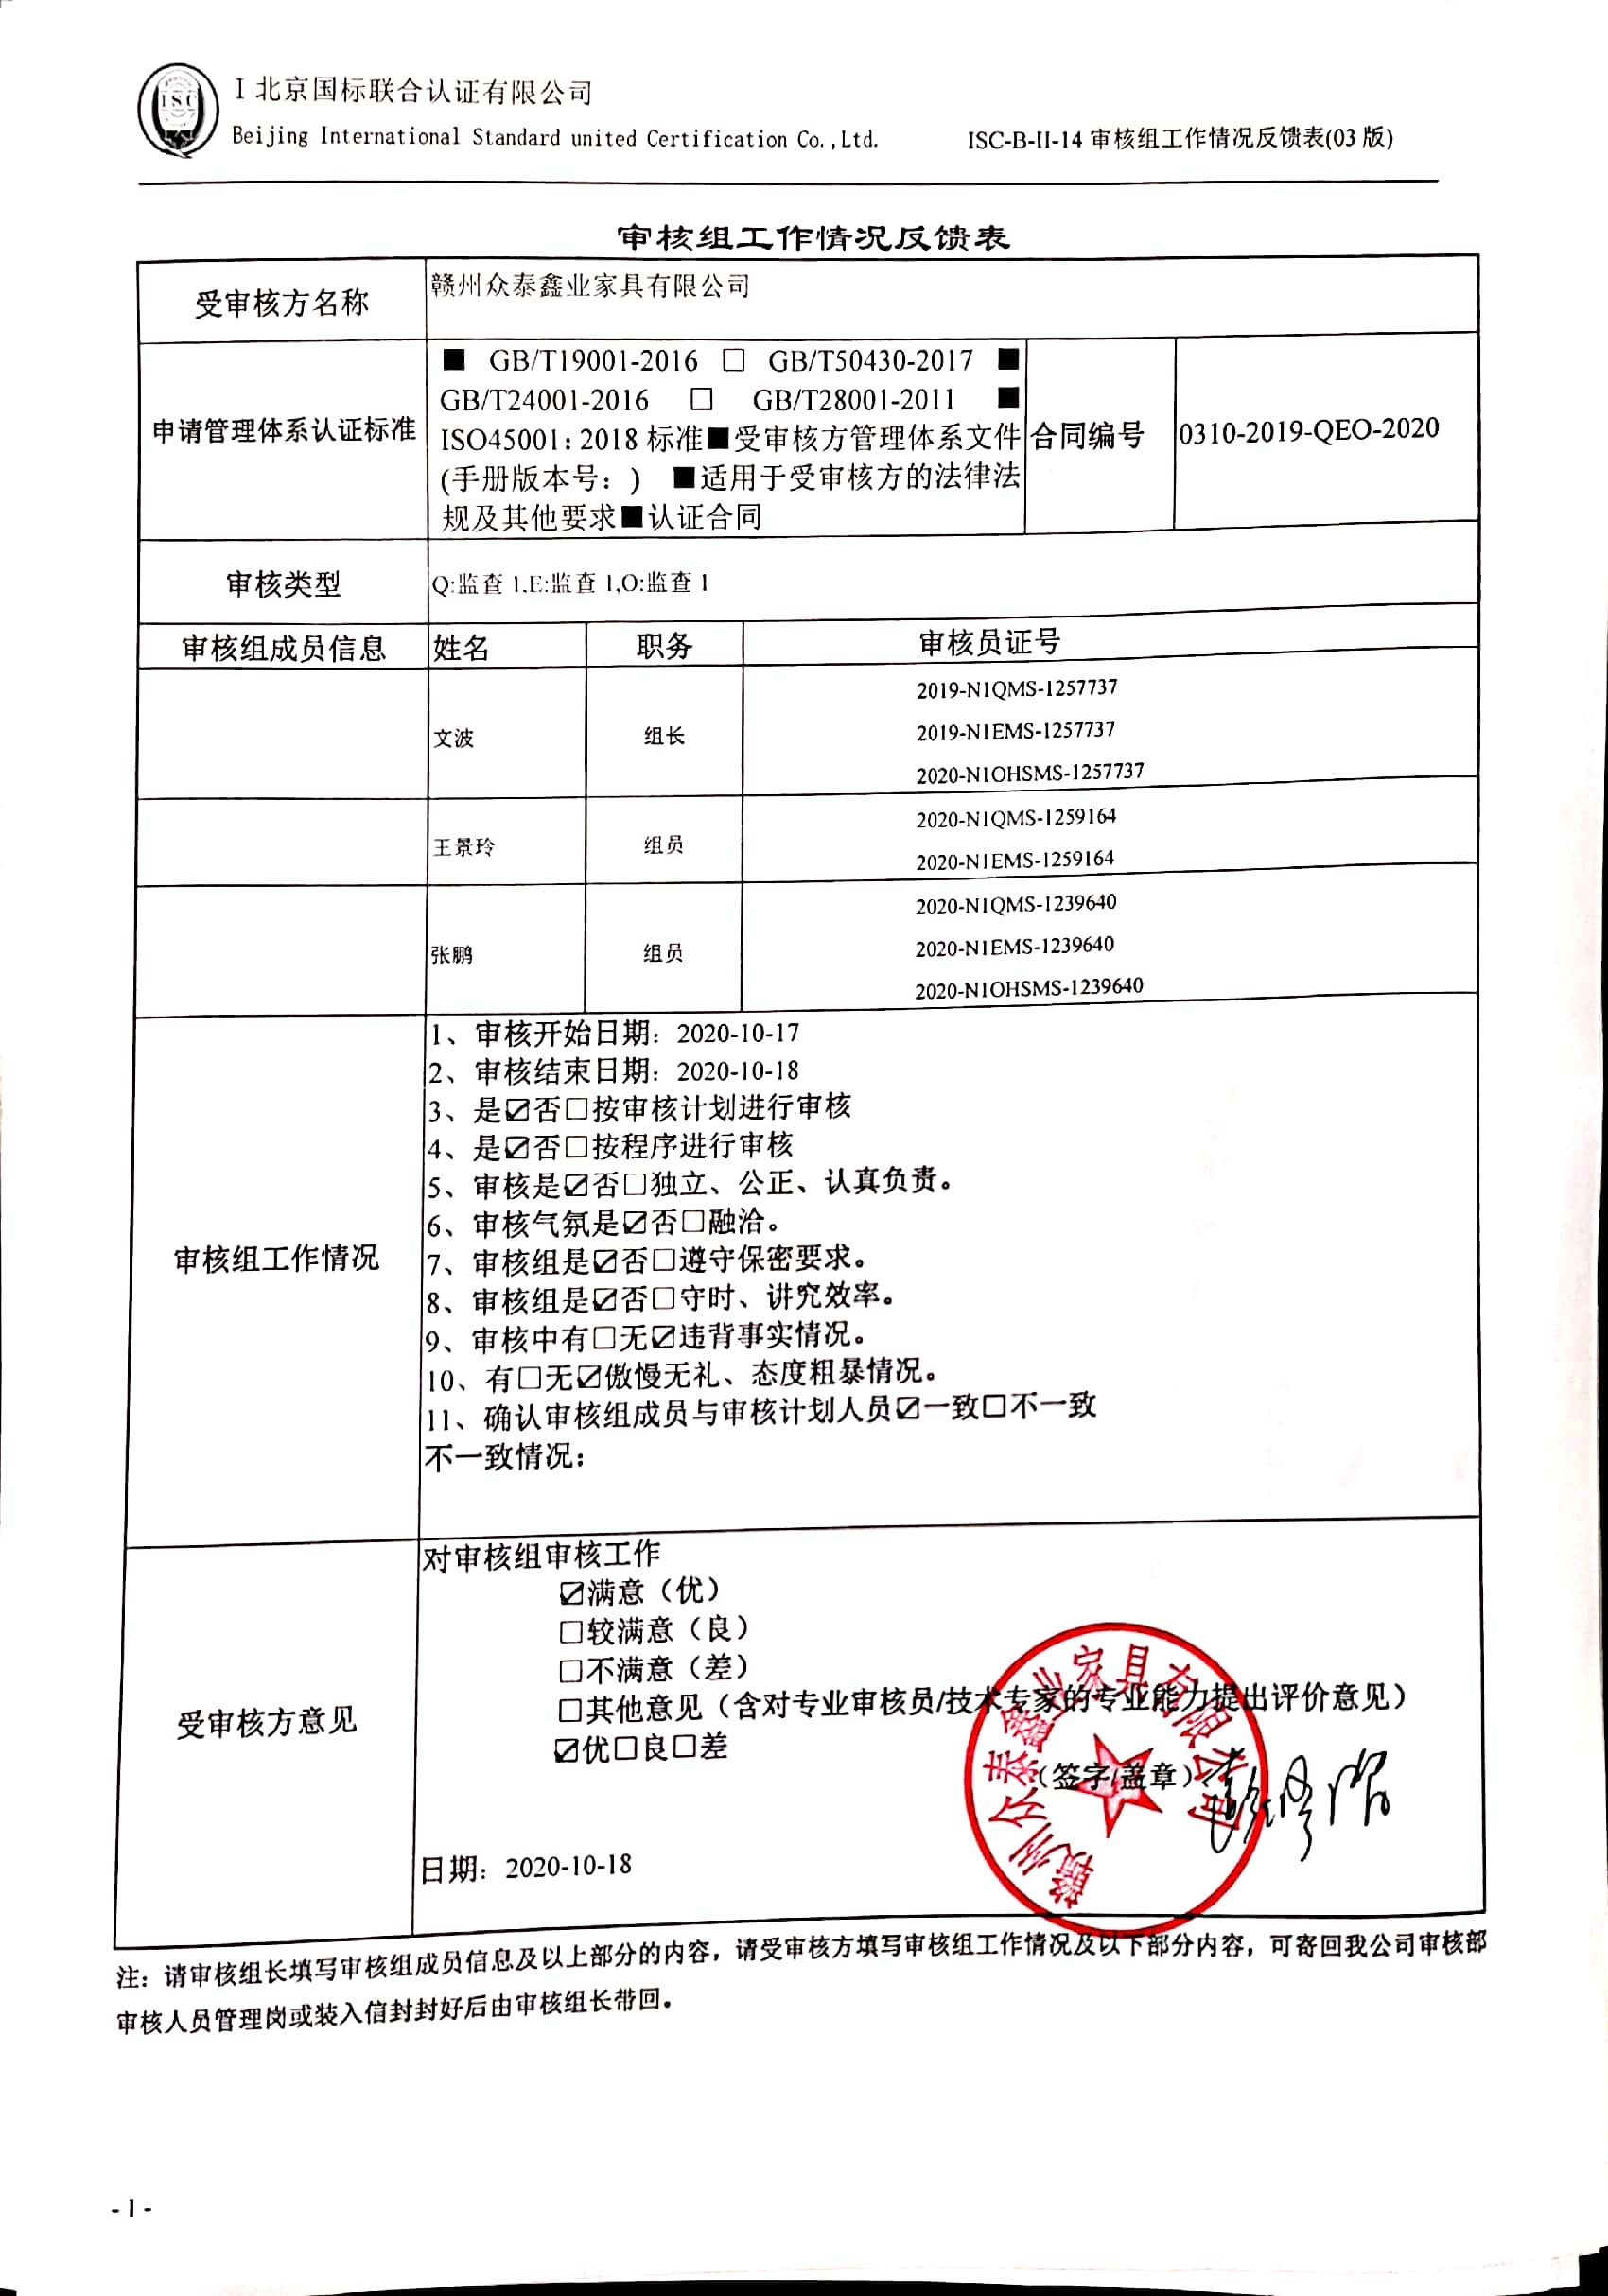 ISC
I 北京国标联合认证有限公司
Beijing International Standard united Certification Co.,Ltd.
ISC-B-II-14 审核组工作情况反馈表(03 版)
审核组工作情况反馈表
受审核方名称
赣州众泰鑫业家具有限公司
申请管理体系认证标准
■ GB/T19001-2016 □ GB/T50430-2017 ■
GB/T24001-2016 □ GB/T28001-2011 ■
ISO45001:2018 标准■受审核方管理体系文件
(手册版本号: ) ■适用于受审核方的法律法
规及其他要求■认证合同
合同编号
0310-2019-QEO-2020
审核类型
Q:监查 1,E:监查 1,O:监查 1
审核组成员信息 姓名 职务 审核员证号
文波 组长
2019-N1QMS-1257737
2019-N1EMS-1257737
2020-N1OHSMS-1257737
王景玲 组员
2020-N1QMS-1259164
2020-N1EMS-1259164
张鹏 组员
2020-N1QMS-1239640
2020-N1EMS-1239640
2020-N1OHSMS-1239640
审核组工作情况
1、审核开始日期：2020-10-17
2、审核结束日期：2020-10-18
3、是☑否□按审核计划进行审核
4、是☑否□按程序进行审核
5、审核是☑否□独立、公正、认真负责。
6、审核气氛是☑否□融洽。
7、审核组是☑否□遵守保密要求。
8、审核组是☑否□守时、讲究效率。
9、审核中有□无☑违背事实情况。
10、有□无☑傲慢无礼、态度粗暴情况。
11、确认审核组成员与审核计划人员☑一致□不一致
不一致情况：
受审核方意见
对审核组审核工作
☑满意（优）
□较满意（良）
□不满意（差）
□其他意见（含对专业审核员/技术专家的专业能力提出评价意见）
☑优□良□差
（签字/盖章）
赣州众泰鑫业家具有限公司
日期：2020-10-18
注：请审核组长填写审核组成员信息及以上部分的内容，请受审核方填写审核组工作情况及以下部分内容，可寄回我公司审核部
审核人员管理岗或装入信封封好后由审核组长带回。
- 1 -